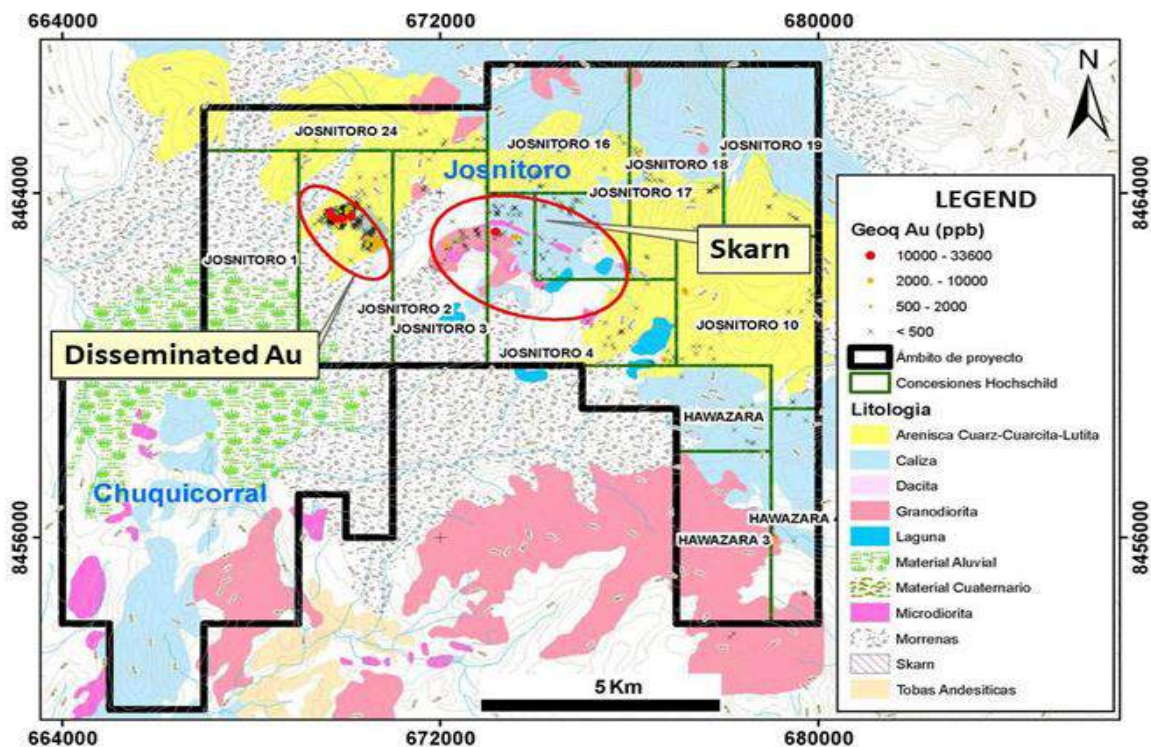 664000 672000 680000
N
JOSNITORO 24
JOSNITORO 16
JOSNITORO 19
Josnitoro
JOSNITORO 18
JOSNITORO 17
8464000
8464000
Skarn
JOSNITORO 1
JOSNITORO 2
JOSNITORO 3
JOSNITORO 10
Disseminated Au
JOSNITORO 4
HAWAZARA
Chuquicorral
HAWAZARA 4
HAWAZARA 3
8456000
8456000
LEGEND
Geoq Au (ppb)
10000 - 33600
2000. - 10000
500 - 2000
< 500
Ámbito de proyecto
Concesiones Hochschild
Litologia
Arenisca Cuarz-Cuarcita-Lutita
Caliza
Dacita
Granodiorita
Laguna
Material Aluvial
Material Cuaternario
Microdiorita
Morrenas
Skarn
Tobas Andesiticas
5 Km
664000 672000 680000